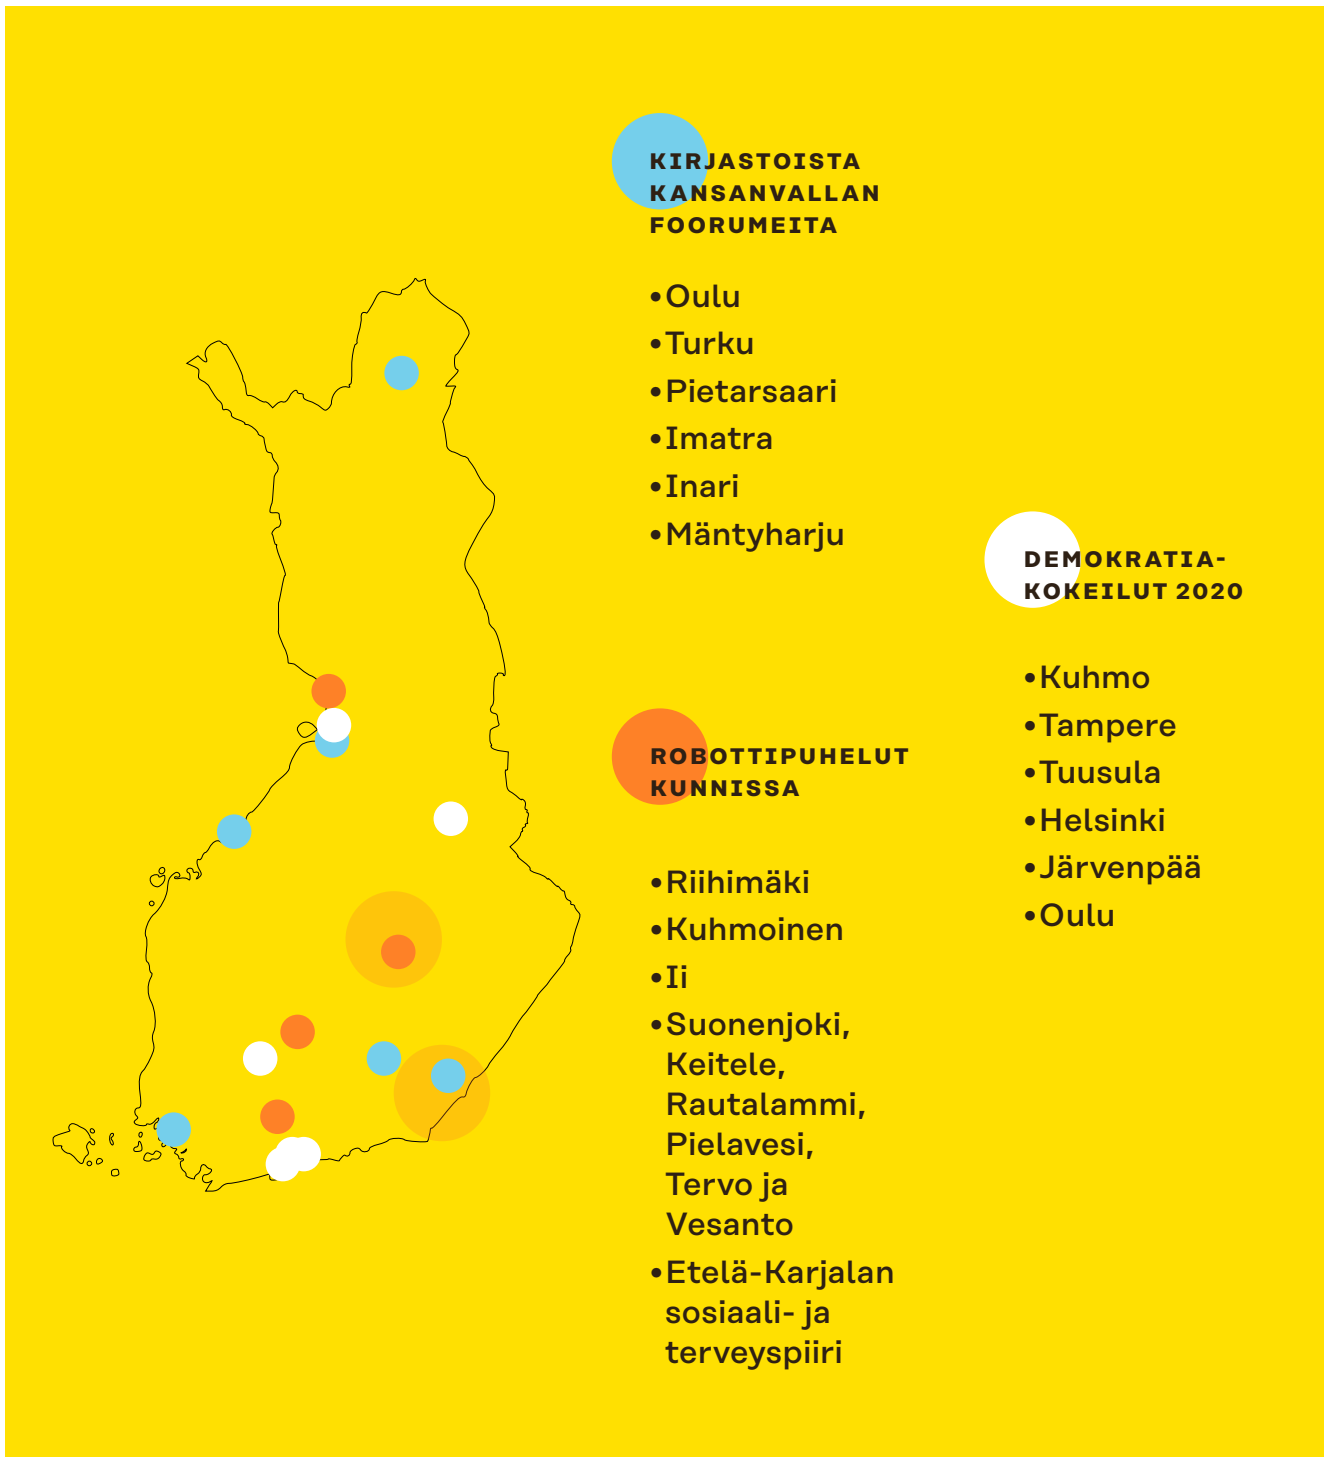 KIRJASTOISTA
KANSANVALLAN
FOORUMEITA
•Oulu
•Turku
•Pietarsaari
•Imatra
•Inari
•Mäntyharju
ROBOTTIPUHELUT
KUNNISSA
•Riihimäki
•Kuhmoinen
•Ii
•Suonenjoki,
Keitele,
Rautalammi,
Pielavesi,
Tervo ja
Vesanto
•Etelä-Karjalan
sosiaali- ja
terveyspiiri
DEMOKRATIA-
KOKEILUT 2020
•Kuhmo
•Tampere
•Tuusula
•Helsinki
•Järvenpää
•Oulu